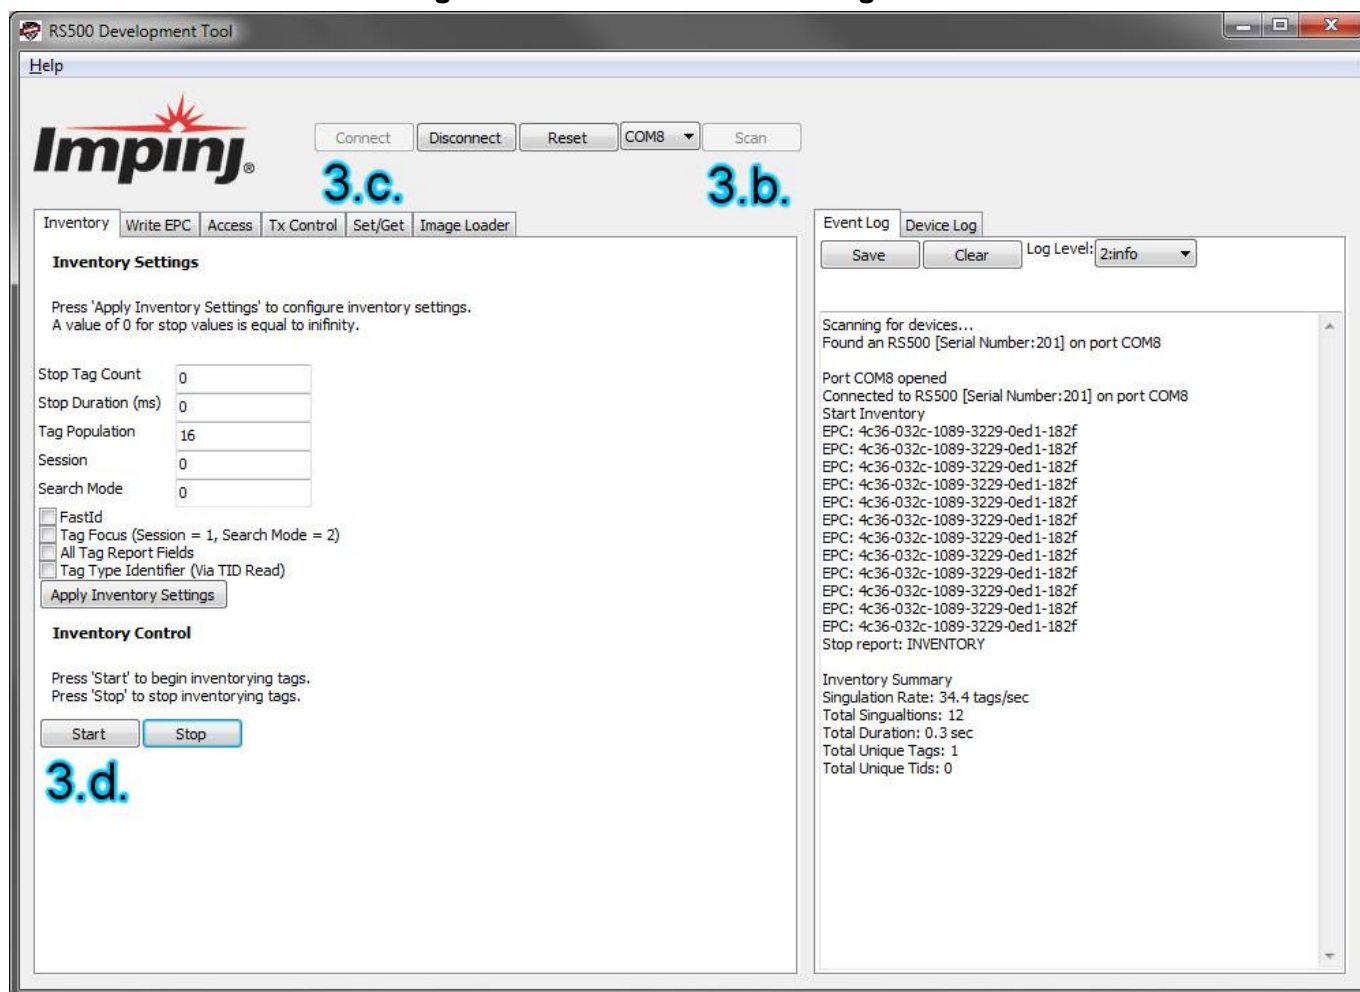 RS500 Development Tool
Help
Impinj®
Connect Disconnect Reset COM8 Scan
3.c. 3.b.
Inventory Write EPC Access Tx Control Set/Get Image Loader
Inventory Settings
Press 'Apply Inventory Settings' to configure inventory settings.
A value of 0 for stop values is equal to inifinity.
Stop Tag Count 0
Stop Duration (ms) 0
Tag Population 16
Session 0
Search Mode 0
FastId
Tag Focus (Session = 1, Search Mode = 2)
All Tag Report Fields
Tag Type Identifier (Via TID Read)
Apply Inventory Settings
Inventory Control
Press 'Start' to begin inventorying tags.
Press 'Stop' to stop inventorying tags.
Start Stop
3.d.
Event Log Device Log
Save Clear Log Level: 2:info
Scanning for devices...
Found an RS500 [Serial Number:201] on port COM8
Port COM8 opened
Connected to RS500 [Serial Number:201] on port COM8
Start Inventory
EPC: 4c36-032c-1089-3229-0ed1-182f
EPC: 4c36-032c-1089-3229-0ed1-182f
EPC: 4c36-032c-1089-3229-0ed1-182f
EPC: 4c36-032c-1089-3229-0ed1-182f
EPC: 4c36-032c-1089-3229-0ed1-182f
EPC: 4c36-032c-1089-3229-0ed1-182f
EPC: 4c36-032c-1089-3229-0ed1-182f
EPC: 4c36-032c-1089-3229-0ed1-182f
EPC: 4c36-032c-1089-3229-0ed1-182f
EPC: 4c36-032c-1089-3229-0ed1-182f
EPC: 4c36-032c-1089-3229-0ed1-182f
EPC: 4c36-032c-1089-3229-0ed1-182f
Stop report: INVENTORY
Inventory Summary
Singulation Rate: 34.4 tags/sec
Total Singualtions: 12
Total Duration: 0.3 sec
Total Unique Tags: 1
Total Unique Tids: 0